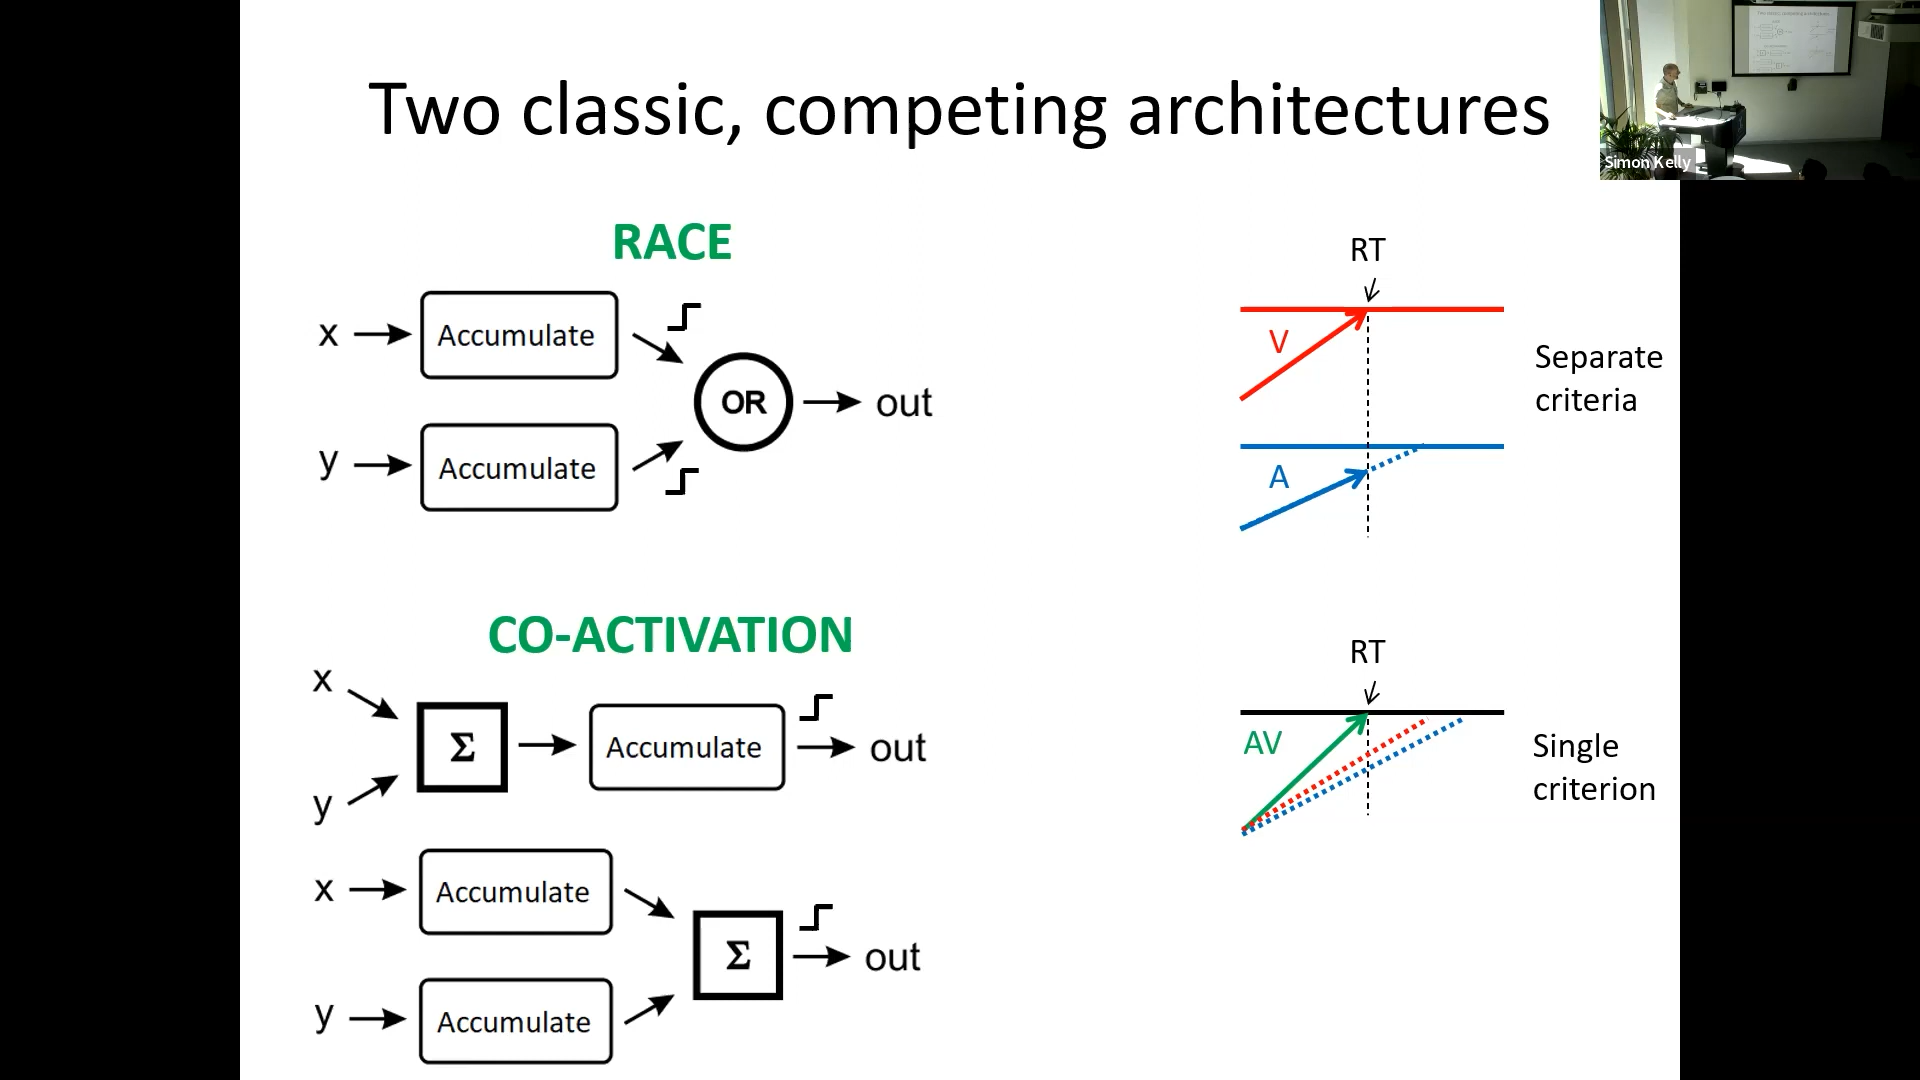 Two classic, competing architectures
Simon Kelly
RACE
x
Accumulate
OR
out
y
Accumulate
RT
V
A
Separate
criteria
CO-ACTIVATION
x
Σ
Accumulate
out
y
x
Accumulate
Σ
out
y
Accumulate
RT
AV
Single
criterion